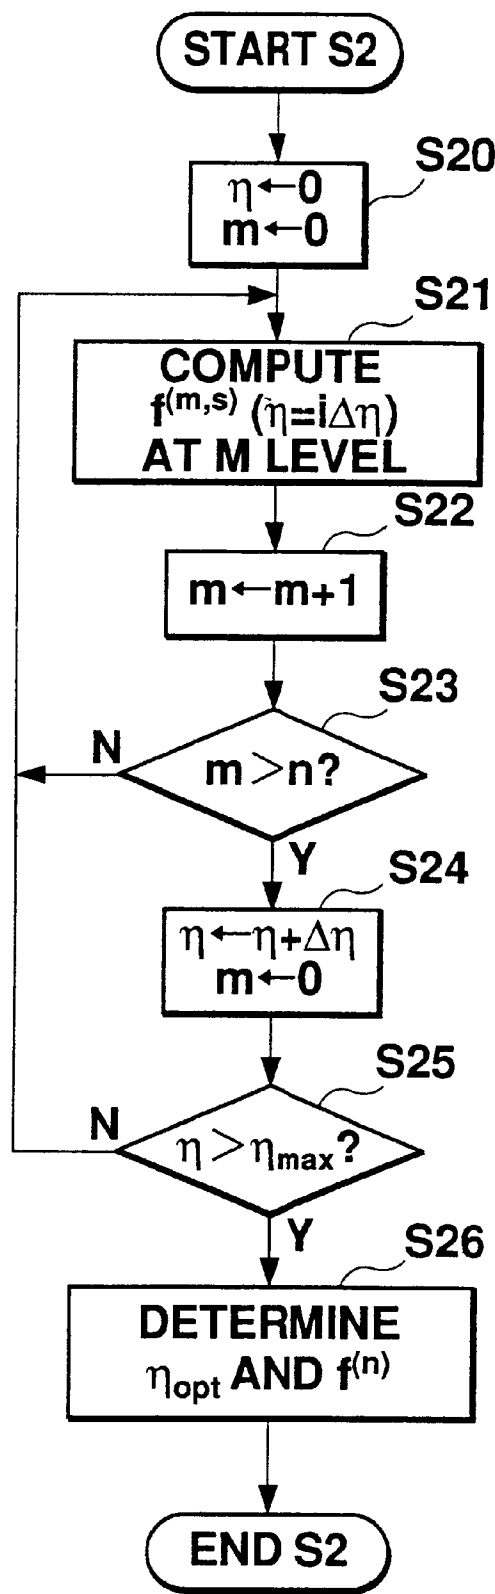 START S2
S20
η←0
m←0
S21
COMPUTE
f(m,s) (η=iΔη)
AT M LEVEL
S22
m←m+1
S23
N
m>n?
Y
S24
η←η+Δη
m←0
S25
N
η>ηmax?
Y
S26
DETERMINE
ηopt AND f(n)
END S2